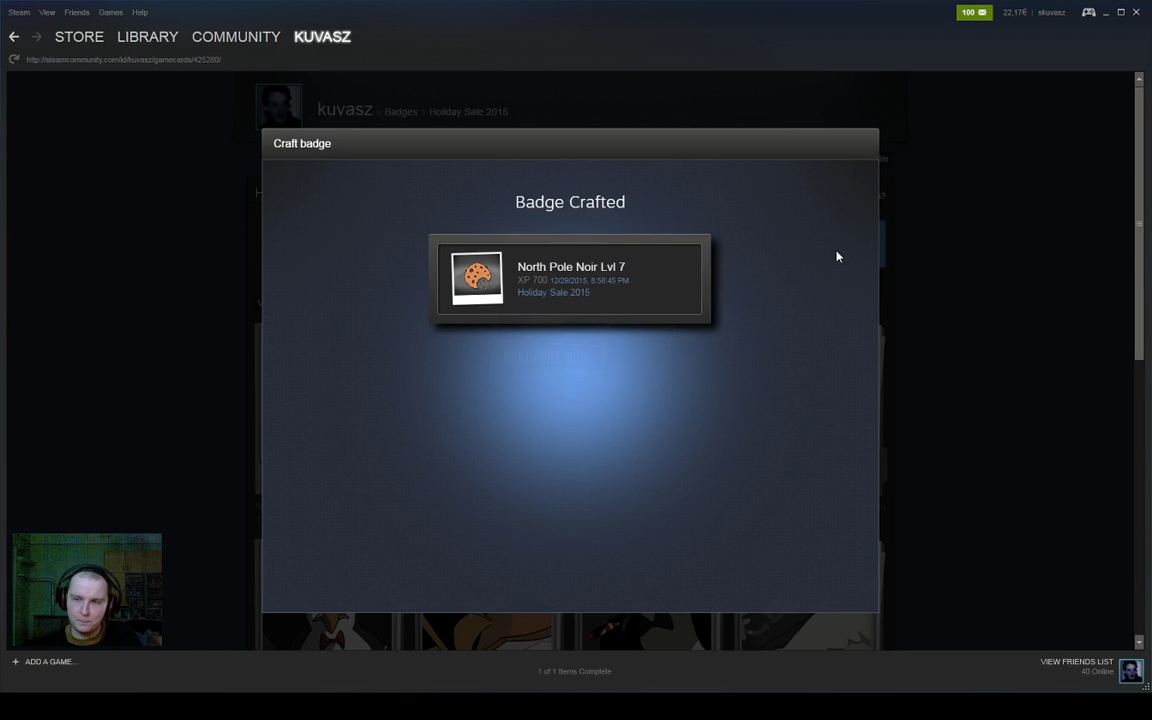 Steam View Friends Games Help
100 22,17€ skuvasz
STORE LIBRARY COMMUNITY KUVASZ
http://steamcommunity.com/id/kuvasz/gamecards/425280/
kuvasz » Badges » Holiday Sale 2015
Craft badge
Badge Crafted
North Pole Noir Lvl 7
XP 700 12/29/2015, 6:58:45 PM
Holiday Sale 2015
+ ADD A GAME...
1 of 1 Items Complete
VIEW FRIENDS LIST
40 Online